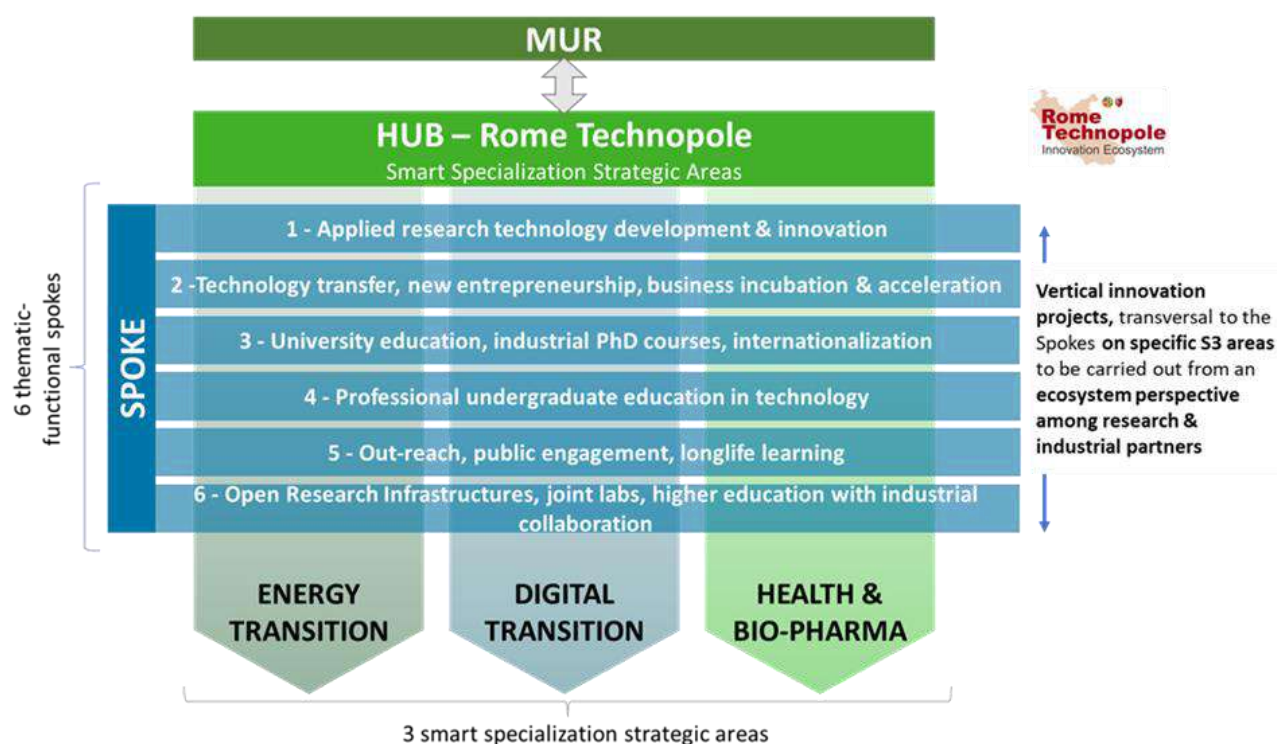 MUR
HUB – Rome Technopole
Smart Specialization Strategic Areas
Rome
Technopole
Innovation Ecosystem
6 thematic-
functional spokes
SPOKE
1 - Applied research technology development & innovation
2 -Technology transfer, new entrepreneurship, business incubation & acceleration
3 - University education, industrial PhD courses, internationalization
4 - Professional undergraduate education in technology
5 - Out-reach, public engagement, longlife learning
6 - Open Research Infrastructures, joint labs, higher education with industrial
collaboration
Vertical innovation
projects, transversal to the
Spokes on specific S3 areas
to be carried out from an
ecosystem perspective
among research &
industrial partners
ENERGY
TRANSITION
DIGITAL
TRANSITION
HEALTH &
BIO-PHARMA
3 smart specialization strategic areas